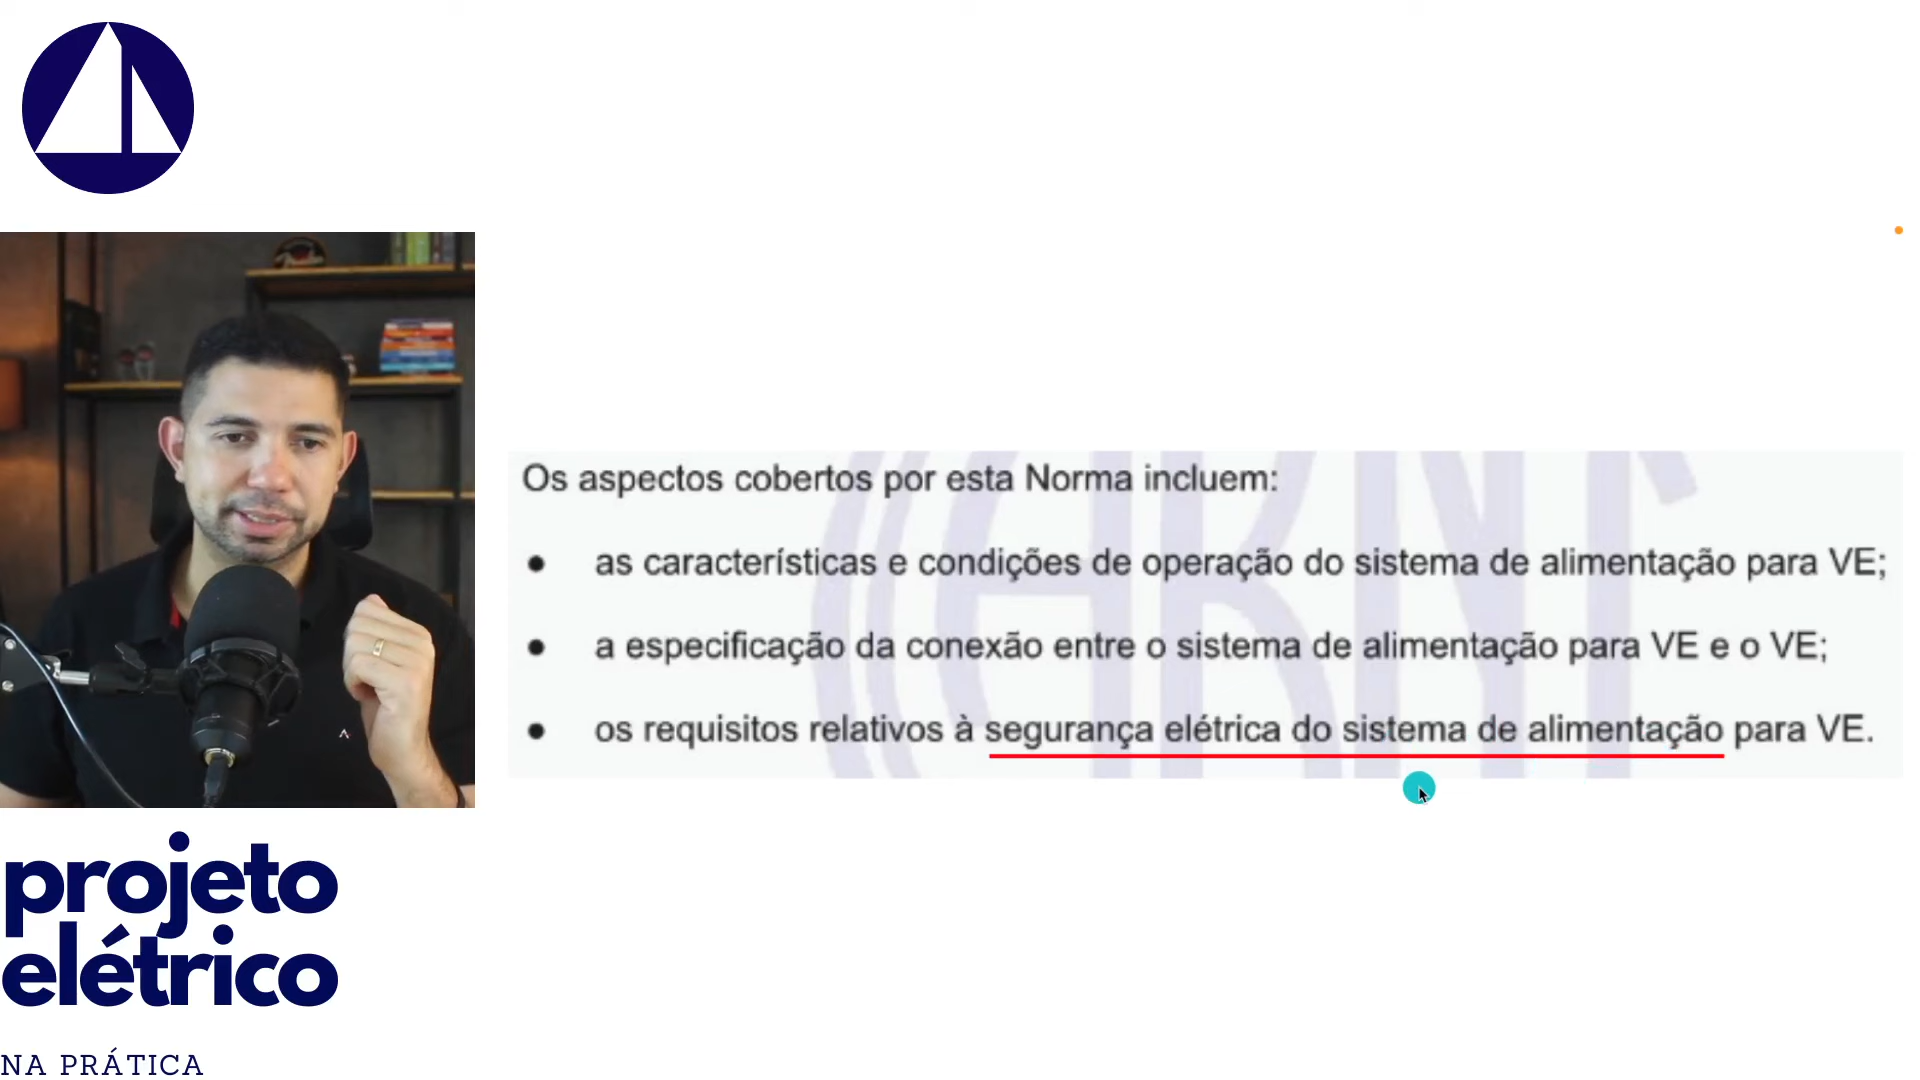 Os aspectos cobertos por esta Norma incluem:
● as características e condições de operação do sistema de alimentação para VE;
● a especificação da conexão entre o sistema de alimentação para VE e o VE;
● os requisitos relativos à segurança elétrica do sistema de alimentação para VE.
ABNT
projeto
elétrico
NA PRÁTICA